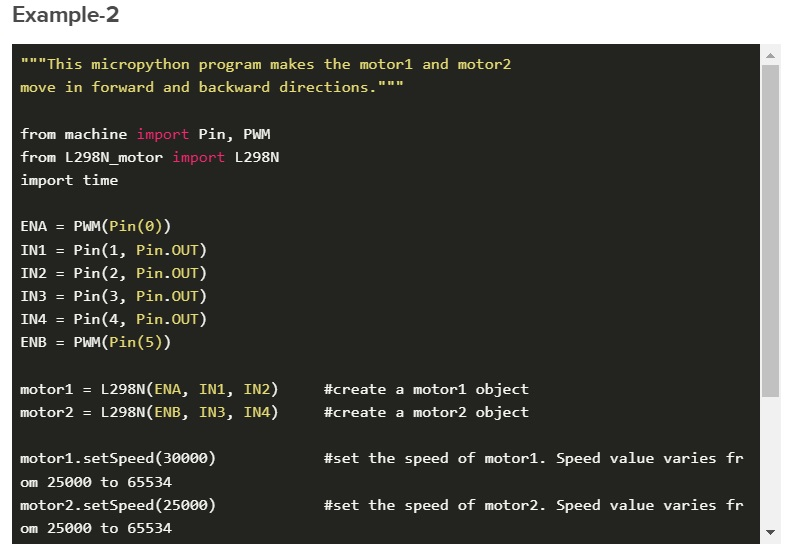 Example-2
"""This micropython program makes the motor1 and motor2
move in forward and backward directions."""
from machine import Pin, PWM
from L298N_motor import L298N
import time
ENA = PWM(Pin(0))
IN1 = Pin(1, Pin.OUT)
IN2 = Pin(2, Pin.OUT)
IN3 = Pin(3, Pin.OUT)
IN4 = Pin(4, Pin.OUT)
ENB = PWM(Pin(5))
motor1 = L298N(ENA, IN1, IN2)     #create a motor1 object
motor2 = L298N(ENB, IN3, IN4)     #create a motor2 object
motor1.setSpeed(30000)            #set the speed of motor1. Speed value varies fr
om 25000 to 65534
motor2.setSpeed(25000)            #set the speed of motor2. Speed value varies fr
om 25000 to 65534